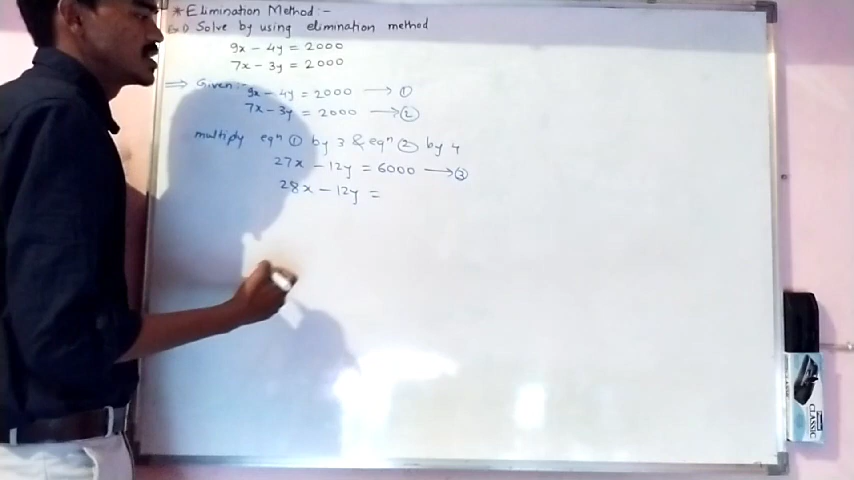 * Elimination Method :-
Ex ① Solve by using elimination method
9x - 4y = 2000
7x - 3y = 2000
⇒ Given:-
9x - 4y = 2000 → ①
7x - 3y = 2000 → ②
multiply eqⁿ ① by 3 & eqⁿ ② by 4
27x - 12y = 6000 → ③
28x - 12y =
CLASSIC